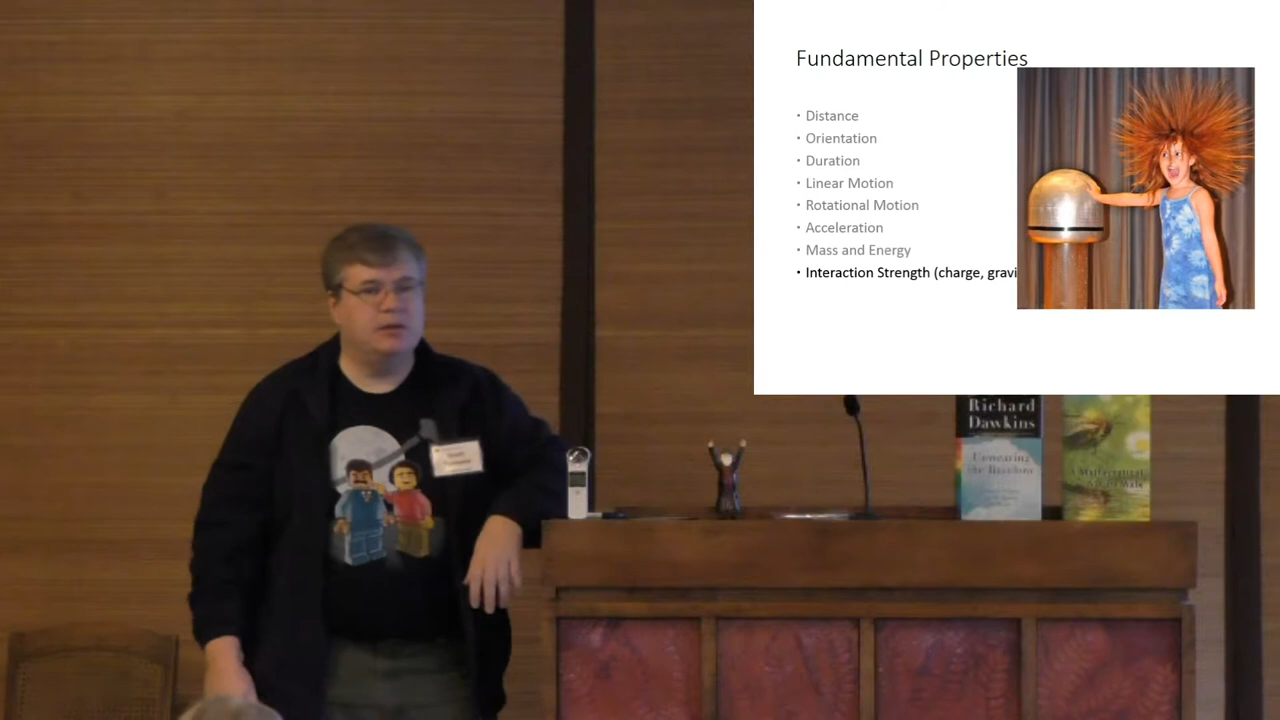 Fundamental Properties
• Distance
• Orientation
• Duration
• Linear Motion
• Rotational Motion
• Acceleration
• Mass and Energy
• Interaction Strength (charge, gravi
Richard
Dawkins
Unweaving
the Rainbow